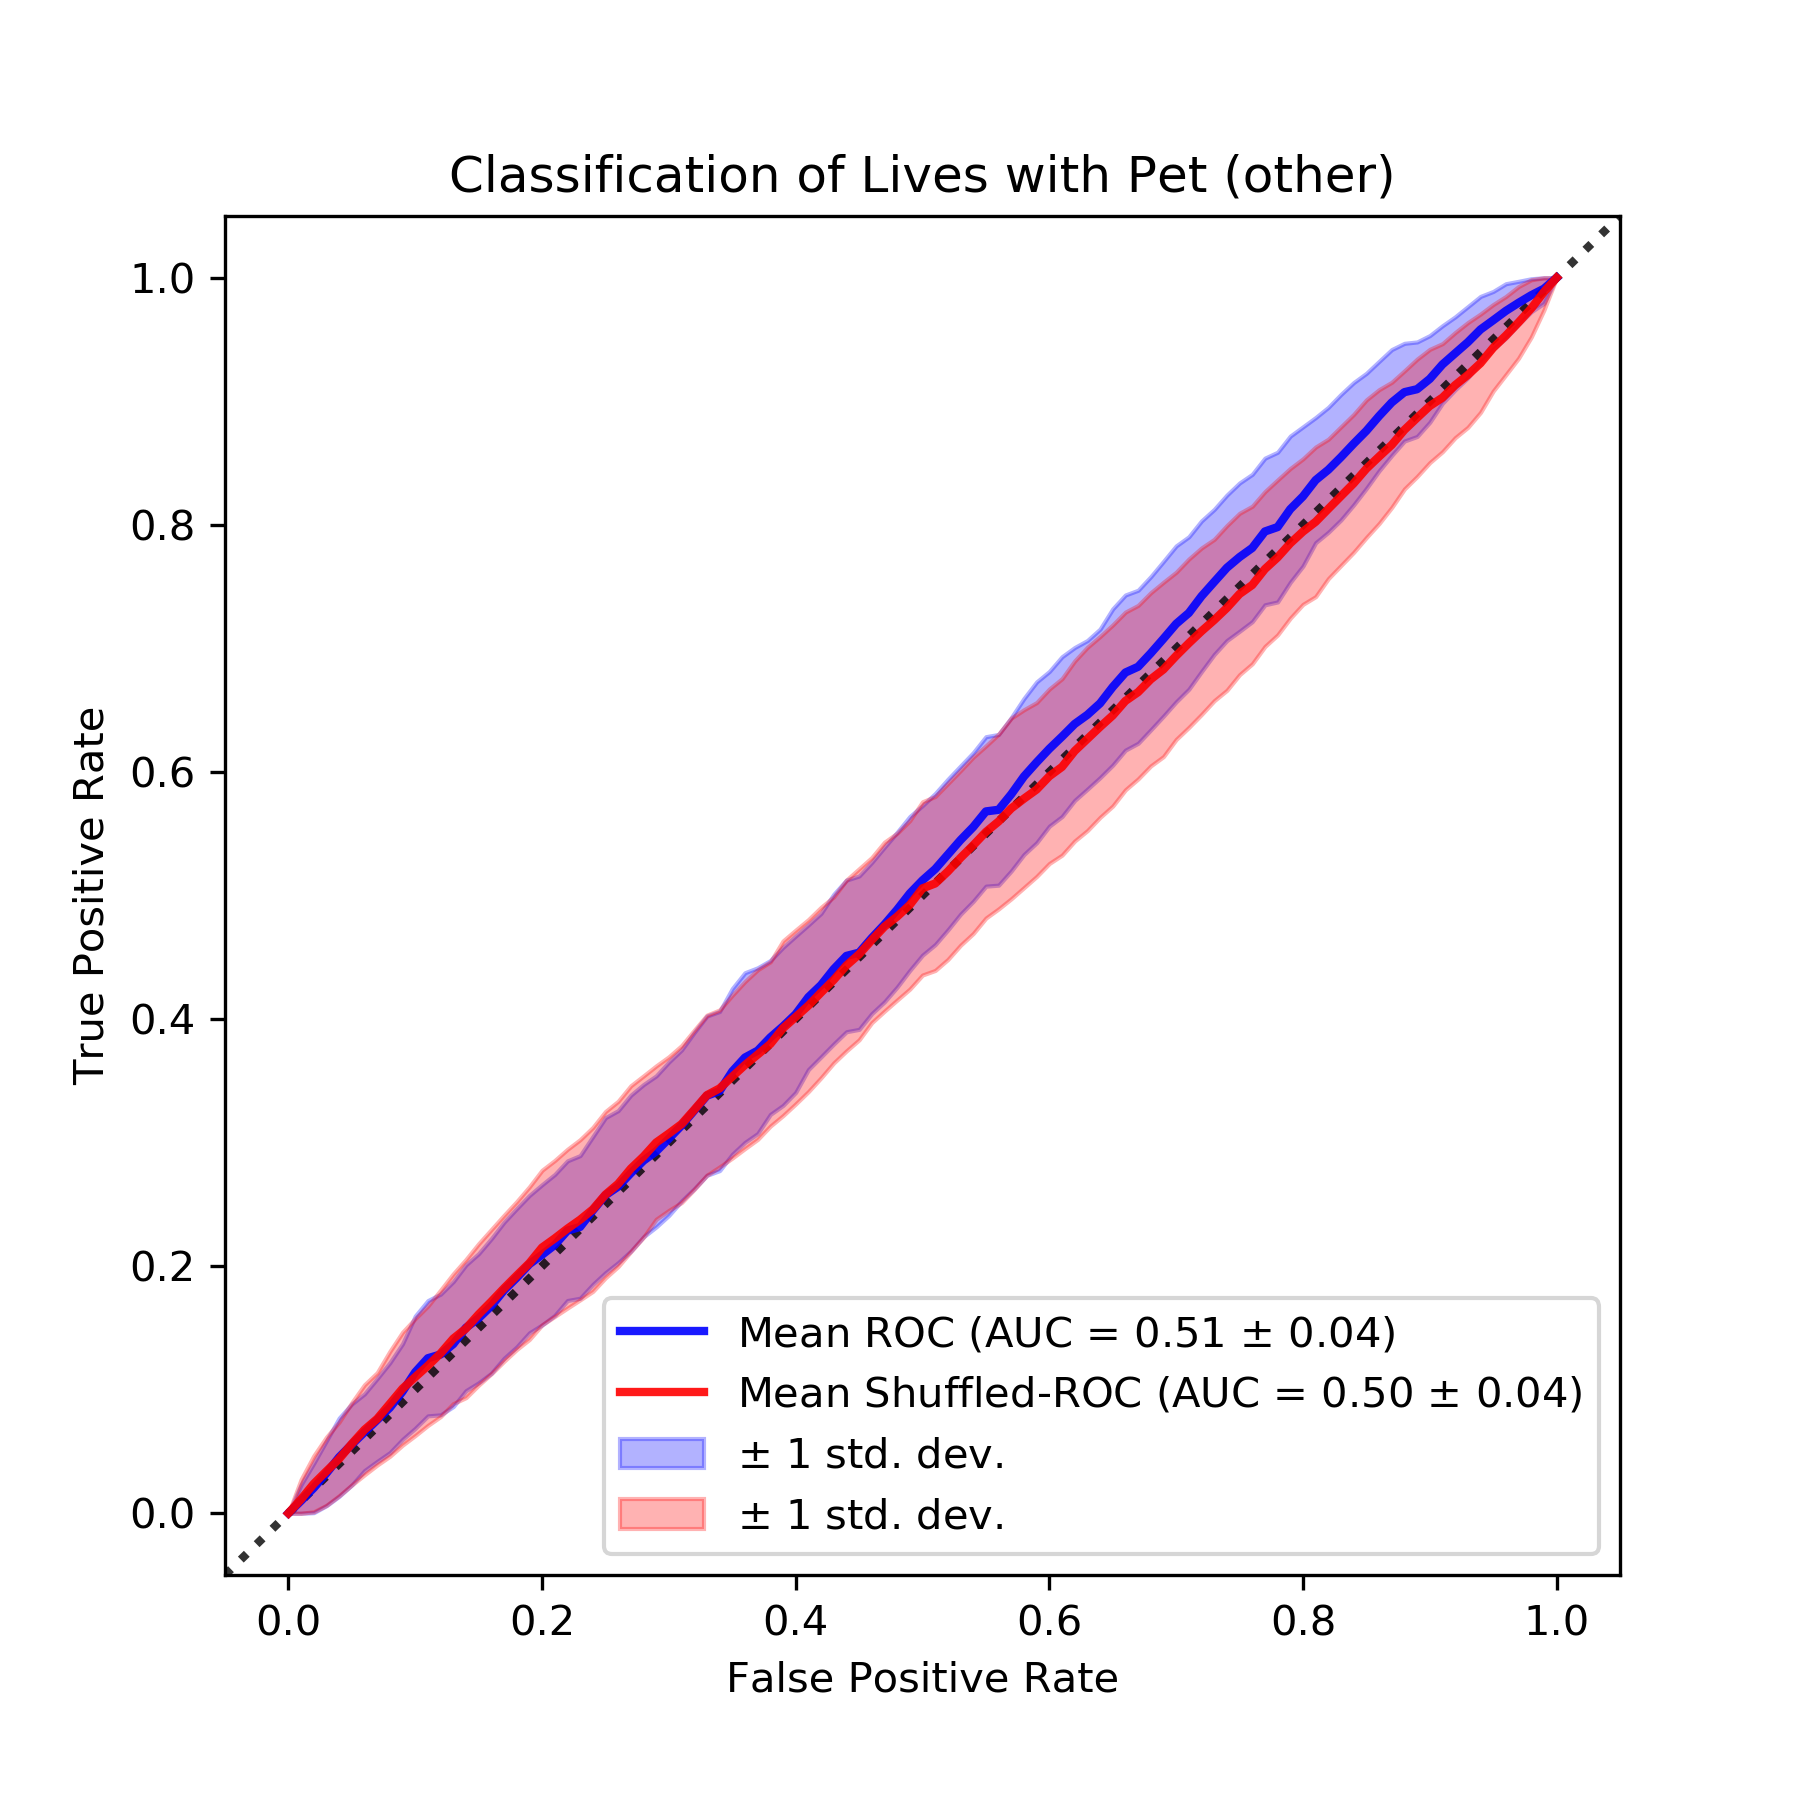 Classification of Lives with Pet (other)
True Positive Rate
1.0
0.8
0.6
0.4
0.2
0.0
Mean ROC (AUC = 0.51 ± 0.04)
Mean Shuffled-ROC (AUC = 0.50 ± 0.04)
± 1 std. dev.
± 1 std. dev.
0.0 0.2 0.4 0.6 0.8 1.0
False Positive Rate